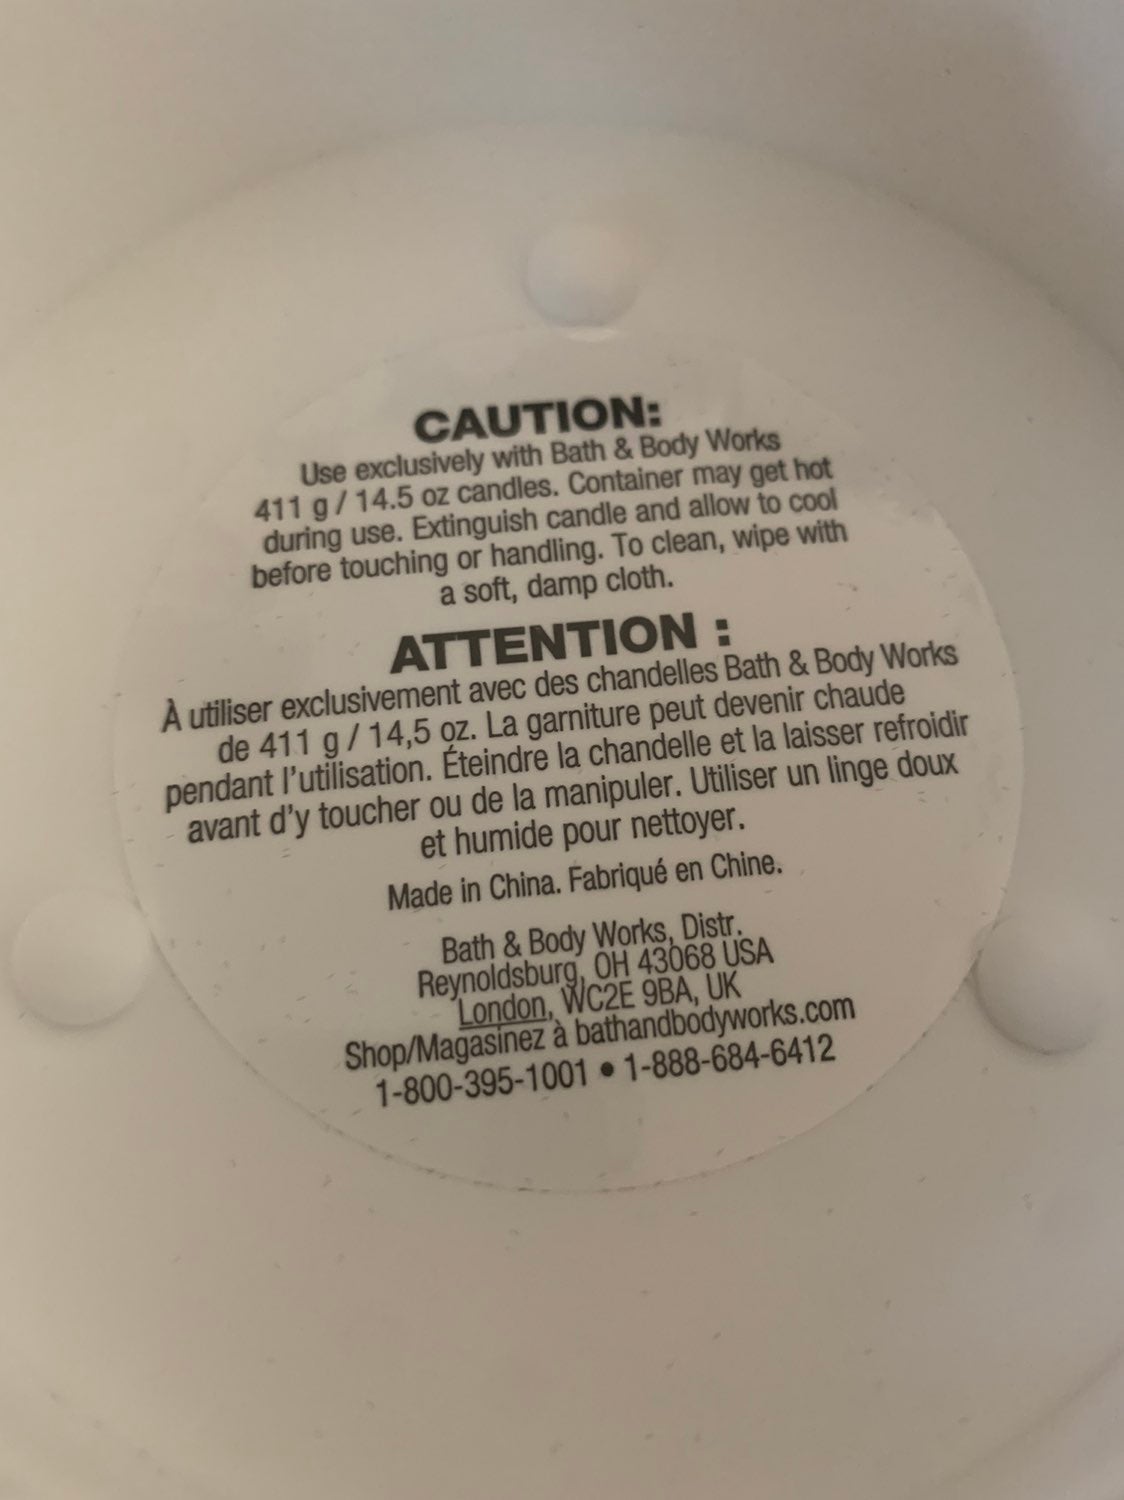 CAUTION:
Use exclusively with Bath & Body Works
411 g / 14.5 oz candles. Container may get hot
during use. Extinguish candle and allow to cool
before touching or handling. To clean, wipe with
a soft, damp cloth.
ATTENTION :
À utiliser exclusivement avec des chandelles Bath & Body Works
de 411 g / 14,5 oz. La garniture peut devenir chaude
pendant l'utilisation. Éteindre la chandelle et la laisser refroidir
avant d'y toucher ou de la manipuler. Utiliser un linge doux
et humide pour nettoyer.
Made in China. Fabriqué en Chine.
Bath & Body Works, Distr.
Reynoldsburg, OH 43068 USA
London, WC2E 9BA, UK
Shop/Magasinez à bathandbodyworks.com
1-800-395-1001 • 1-888-684-6412